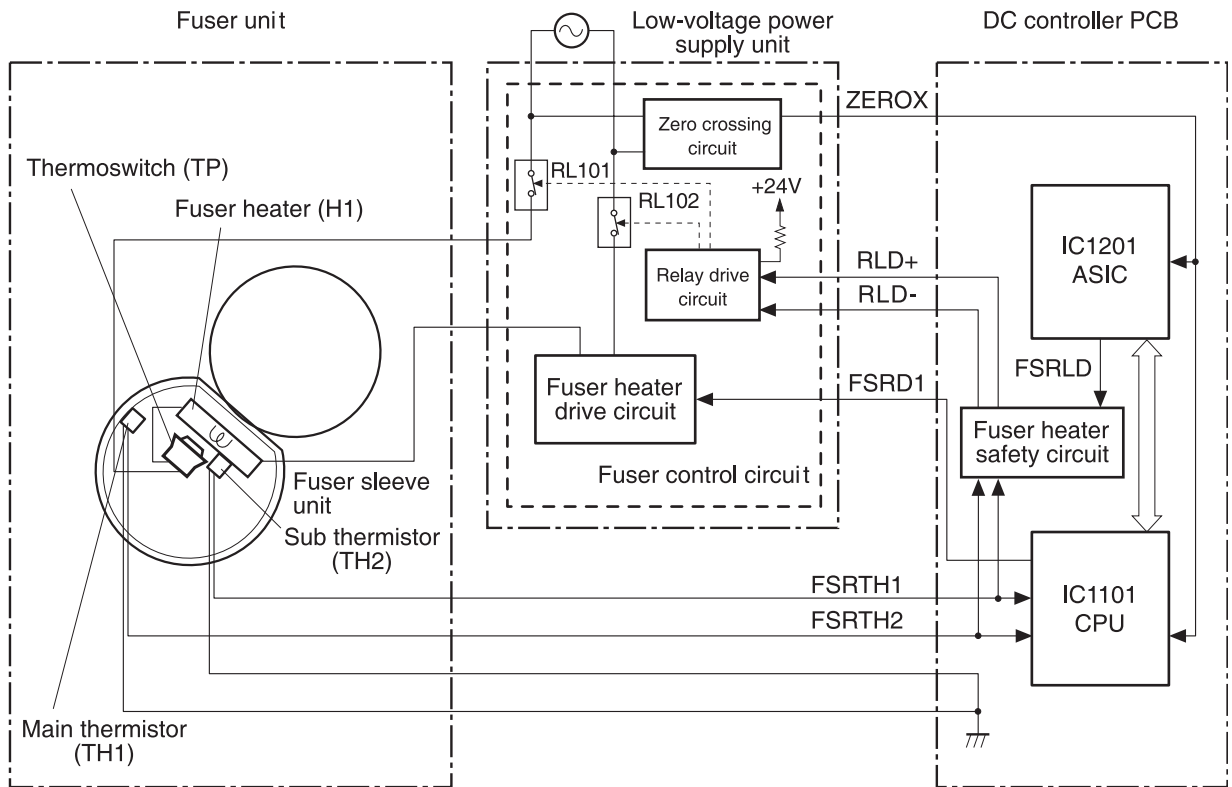 Fuser unit
Low-voltage power
supply unit
DC controller PCB
ZEROX
Zero crossing
circuit
Thermoswitch (TP)
Fuser heater (H1)
RL101
RL102
+24V
Relay drive
circuit
RLD+
RLD-
IC1201
ASIC
FSRLD
Fuser heater
drive circuit
FSRD1
Fuser heater
safety circuit
Fuser control circuit
Fuser sleeve
unit
Sub thermistor
(TH2)
FSRTH1
FSRTH2
IC1101
CPU
Main thermistor
(TH1)